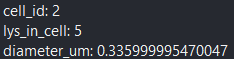 cell_id: 2
lys_in_cell: 5
diameter_um: 0.335999995470047